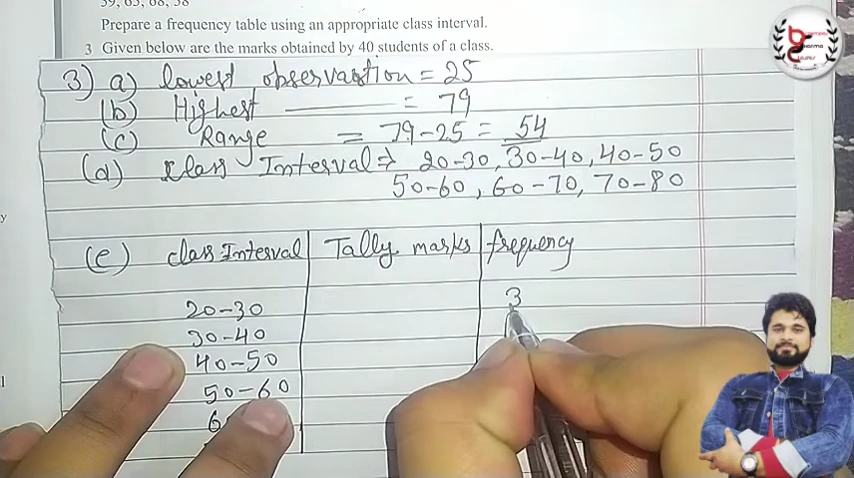 39, 65, 68, 58
Prepare a frequency table using an appropriate class interval.
3 Given below are the marks obtained by 40 students of a class.
3) a) lowest observation = 25
(b) Highest ——— = 79
(c) Range = 79-25 = 54
(d) Class Interval ⇒ 20-30, 30-40, 40-50
50-60, 60-70, 70-80
(e) class Interval Tally marks frequency
20-30 3
30-40
40-50
50-60